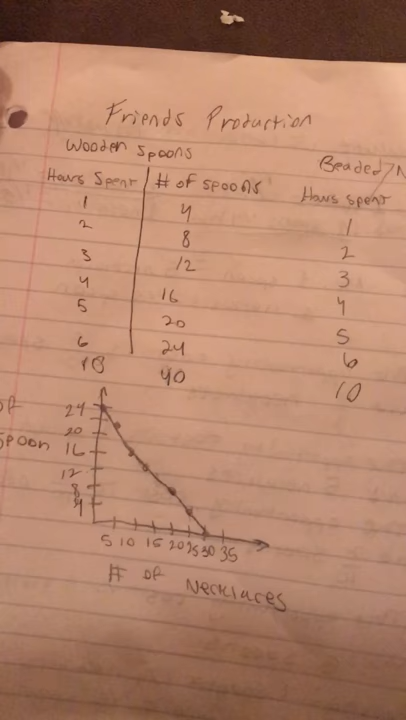 Friends Production
Wooden Spoons Beaded
Hours Spent # of spoons Hours spent
1 4 1
2 8 2
3 12 3
4 16 4
5 20 5
6 24 6
10 40 10
of
24
20
Spoon 16
12
8
4
5 10 15 20 25 30 35
# of Necklaces